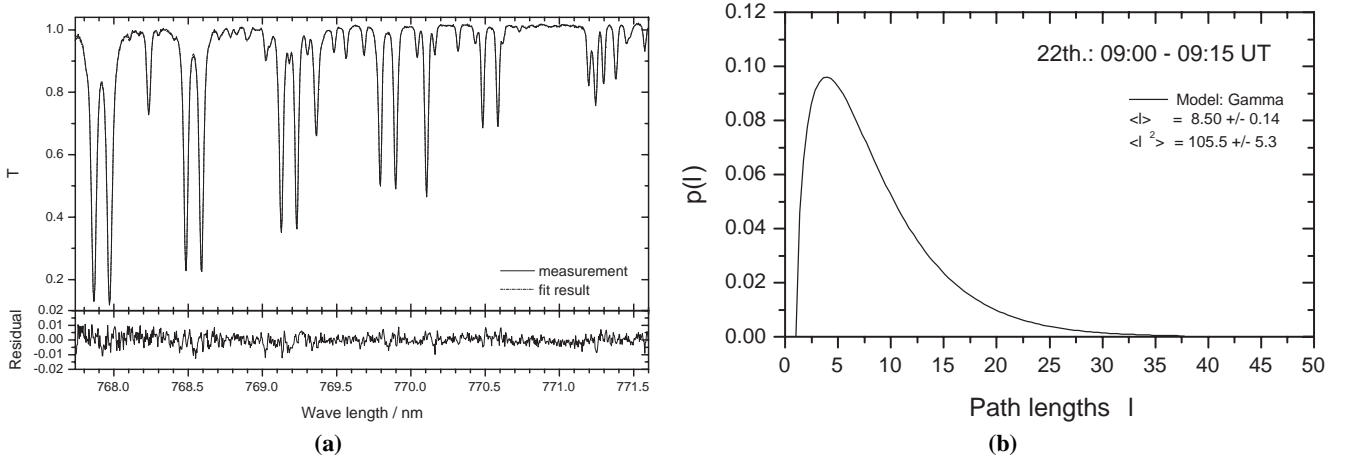 1.0
0.8
0.6
0.4
0.2
T
measurement
fit result
0.02
0.01
0.00
-0.01
-0.02
Residual
768.0 768.5 769.0 769.5 770.0 770.5 771.0 771.5
Wave length / nm
(a)
0.12
0.10
0.08
0.06
0.04
0.02
0.00
p(l)
22th.: 09:00 - 09:15 UT
Model: Gamma
<l> = 8.50 +/- 0.14
<l 2> = 105.5 +/- 5.3
0 5 10 15 20 25 30 35 40 45 50
Path lengths l
(b)